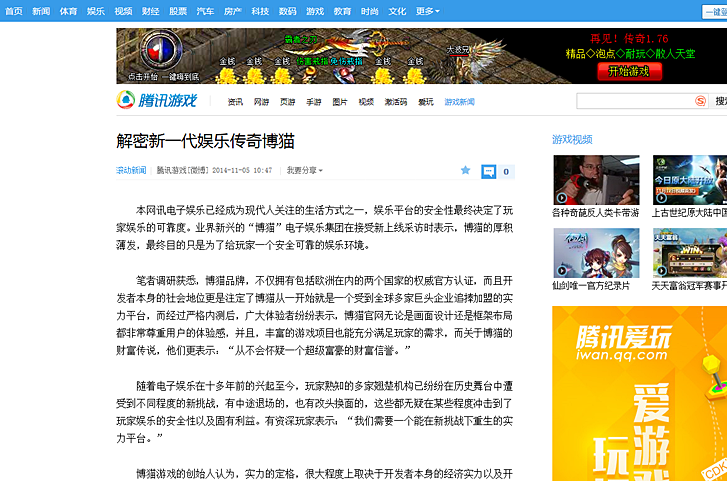 首页 新闻 体育 娱乐 视频 财经 股票 汽车 房产 科技 数码 游戏 教育 时尚 文化 更多
一键登
点击开始 一键嗨到底
金钱 金钱 金钱 金钱 金钱
大波兄
再见！传奇1.76
精品◇泡点◇耐玩◇散人天堂
开始游戏
腾讯游戏 资讯 网游 页游 手游 图片 视频 激活码 爱玩 游戏新闻
解密新一代娱乐传奇博猫
滚动新闻 腾讯游戏[微博] 2014-11-05 10:47 我要分享 0
本网讯电子娱乐已经成为现代人关注的生活方式之一，娱乐平台的安全性最终决定了玩
家娱乐的可靠度。业界新兴的“博猫”电子娱乐集团在接受新上线采访时表示，博猫的厚积
薄发，最终目的只是为了给玩家一个安全可靠的娱乐环境。
笔者调研获悉，博猫品牌，不仅拥有包括欧洲在内的两个国家的权威官方认证，而且开
发者本身的社会地位更是注定了博猫从一开始就是一个受到全球多家巨头企业追捧加盟的实
力平台，而经过严格内测后，广大体验者纷纷表示，博猫官网无论是画面设计还是框架布局
都非常尊重用户的体验感，并且，丰富的游戏项目也能充分满足玩家的需求，而关于博猫的
财富传说，他们更表示：“从不会怀疑一个超级富豪的财富信誉。”
随着电子娱乐在十多年前的兴起至今，玩家熟知的多家翘楚机构已纷纷在历史舞台中遭
受到不同程度的新挑战，有中途退场的，也有改头换面的，这些都无疑在某些程度冲击到了
玩家娱乐的安全性以及固有利益。有资深玩家表示：“我们需要一个能在新挑战下重生的实
力平台。”
博猫游戏的创始人认为，实力的定格，很大程度上取决于开发者本身的经济实力以及开
游戏视频
各种奇葩反人类卡带游
今日原大陆开放
上古世纪原大陆中国
仙剑唯一官方纪录片
天天富翁冠军赛事开
腾讯爱玩
iwan.qq.com
爱游
玩
CDK